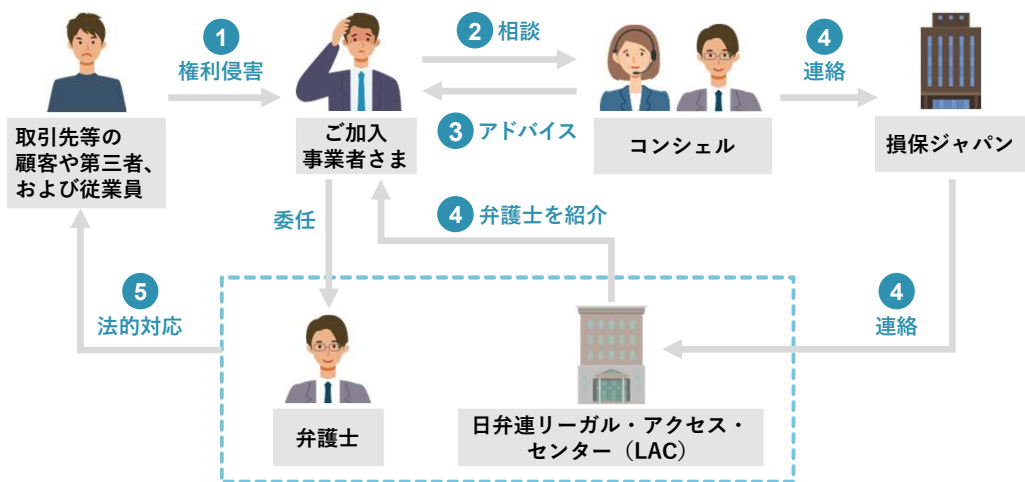 1
権利侵害
2 相談
3 アドバイス
4
連絡
取引先等の
顧客や第三者、
および従業員
ご加入
事業者さま
コンシェル
損保ジャパン
委任
4 弁護士を紹介
5
法的対応
4
連絡
弁護士
日弁連リーガル・アクセス・
センター（LAC）